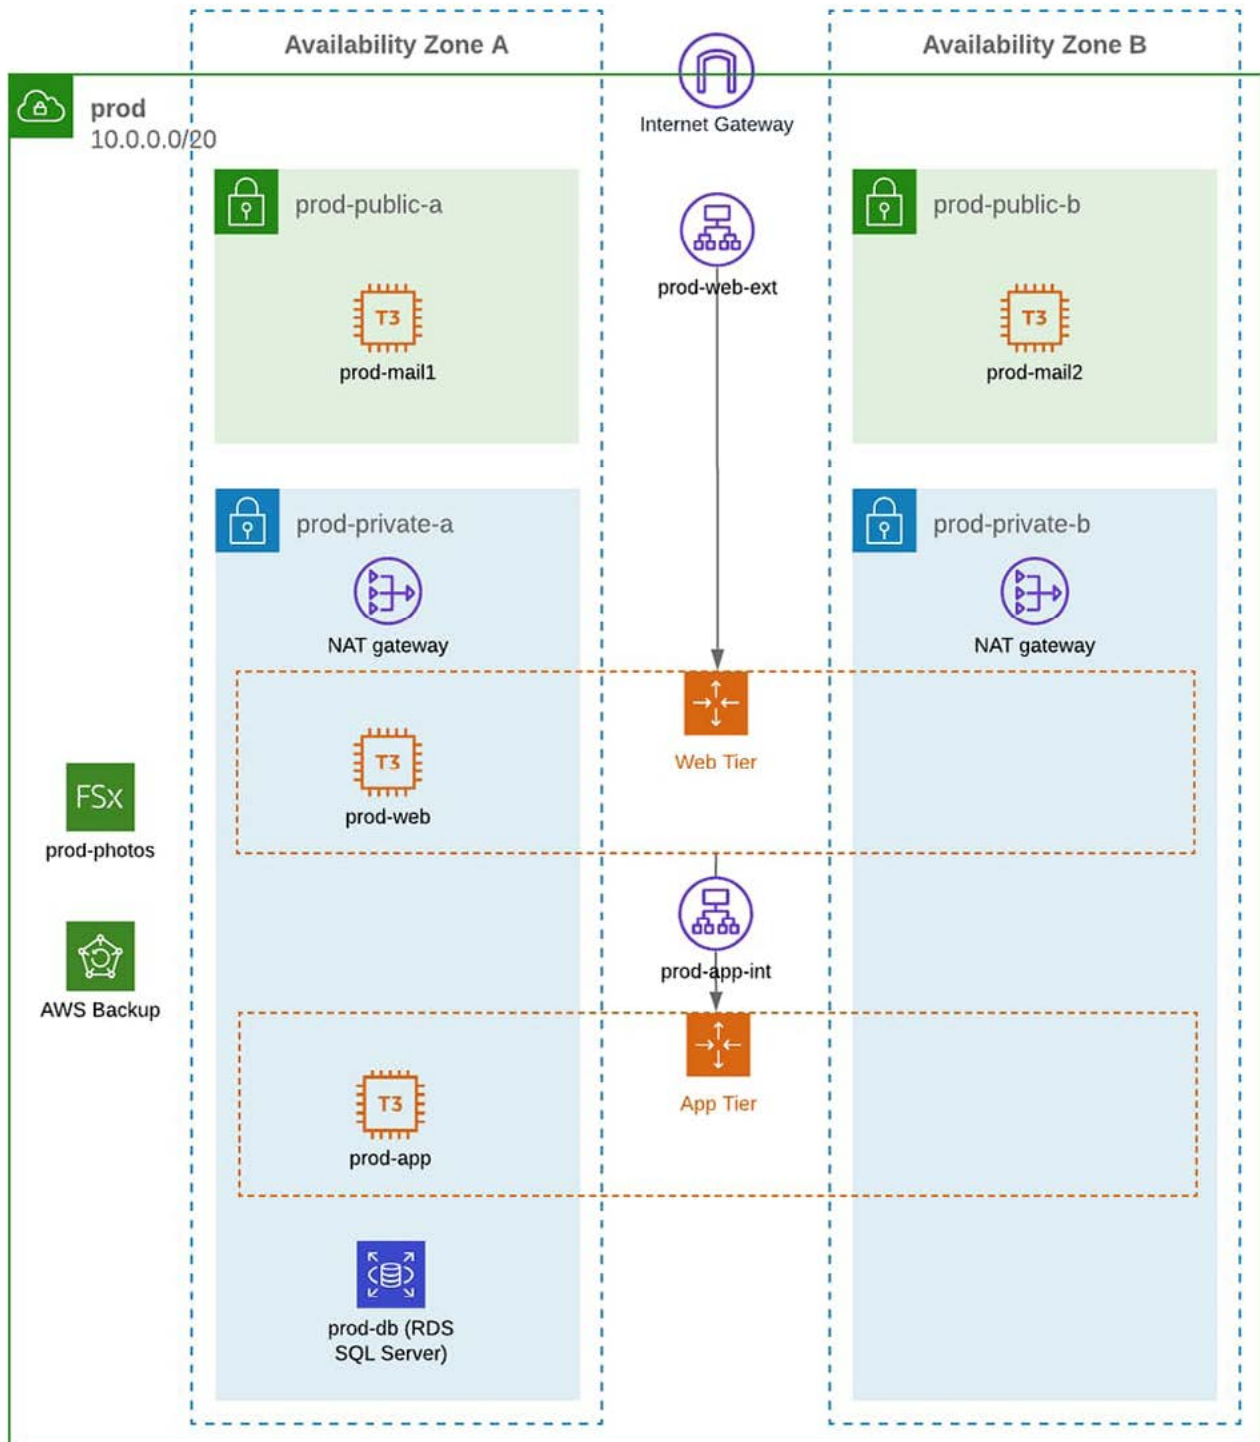 Availability Zone A
Availability Zone B
prod
10.0.0.0/20
Internet Gateway
prod-public-a
prod-public-b
prod-web-ext
T3
prod-mail1
T3
prod-mail2
prod-private-a
prod-private-b
NAT gateway
NAT gateway
T3
prod-web
Web Tier
FSx
prod-photos
prod-app-int
AWS Backup
T3
prod-app
App Tier
prod-db (RDS
SQL Server)